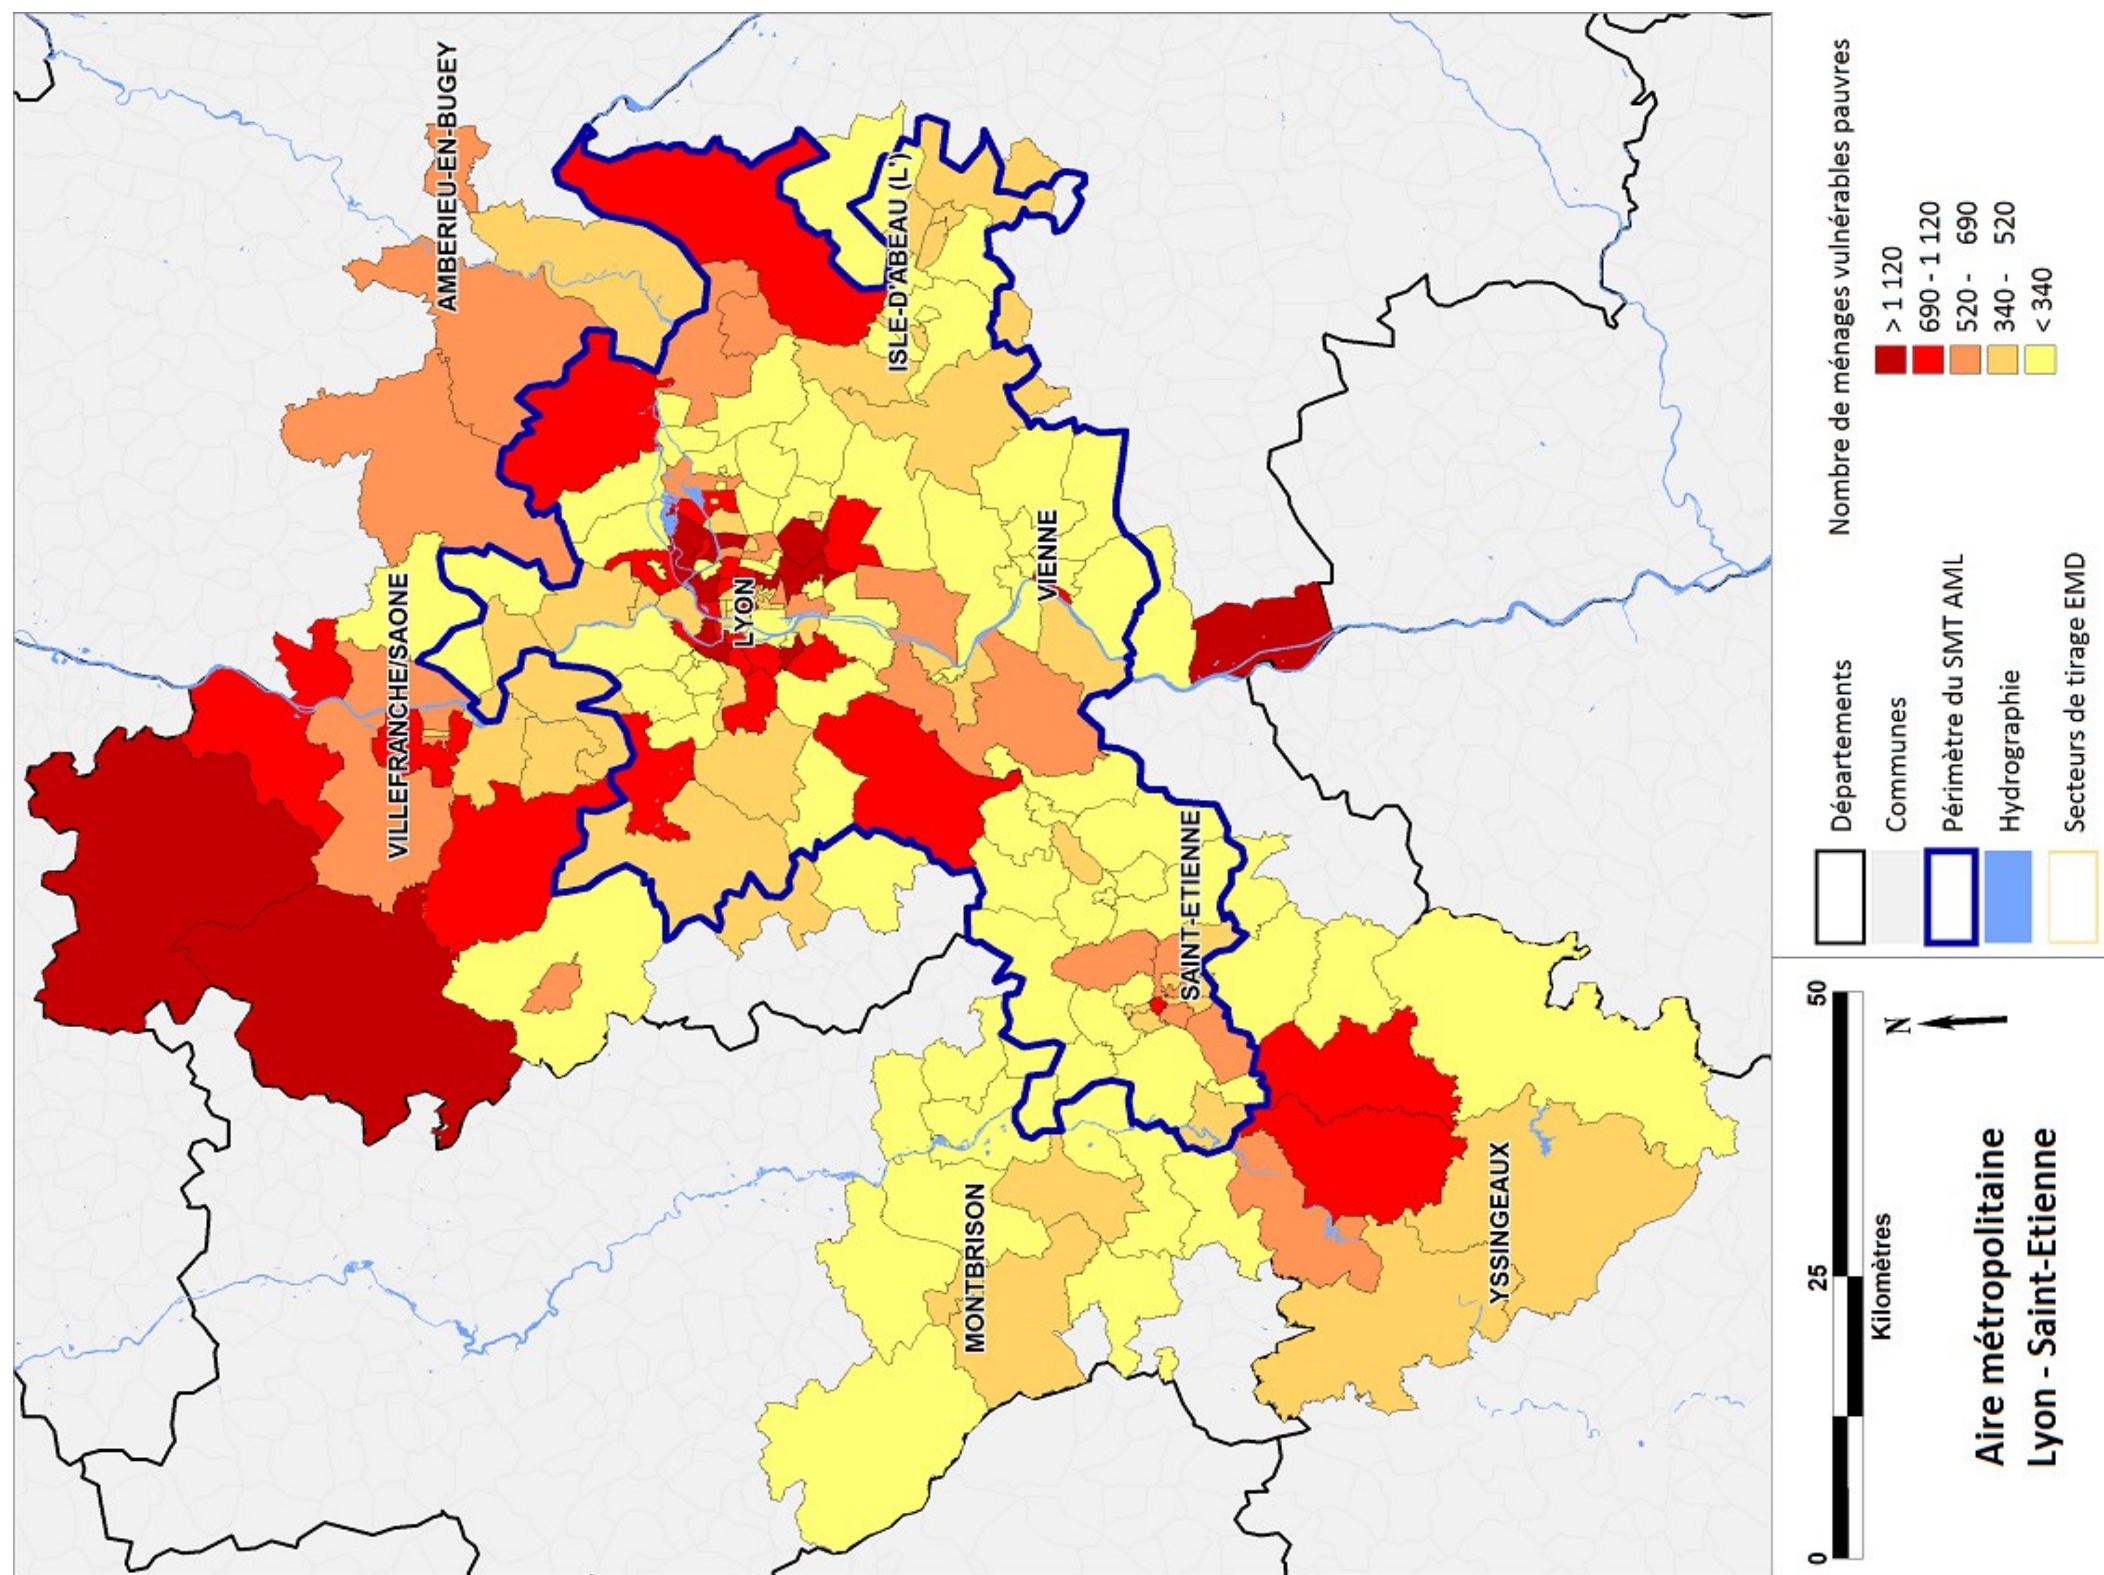 AMBERIEU-EN-BUGEY
VILLEFRANCHE/SAONE
ISLE-D'ABEAU (L')
LYON
VIENNE
SAINT-ETIENNE
MONTBRISON
YSSINGEAUX
Nombre de ménages vulnérables pauvres
> 1 120
690 - 1 120
520 - 690
340 - 520
< 340
Départements
Communes
Périmètre du SMT AML
Hydrographie
Secteurs de tirage EMD
0 25 50
Kilomètres
N
Aire métropolitaine
Lyon - Saint-Etienne